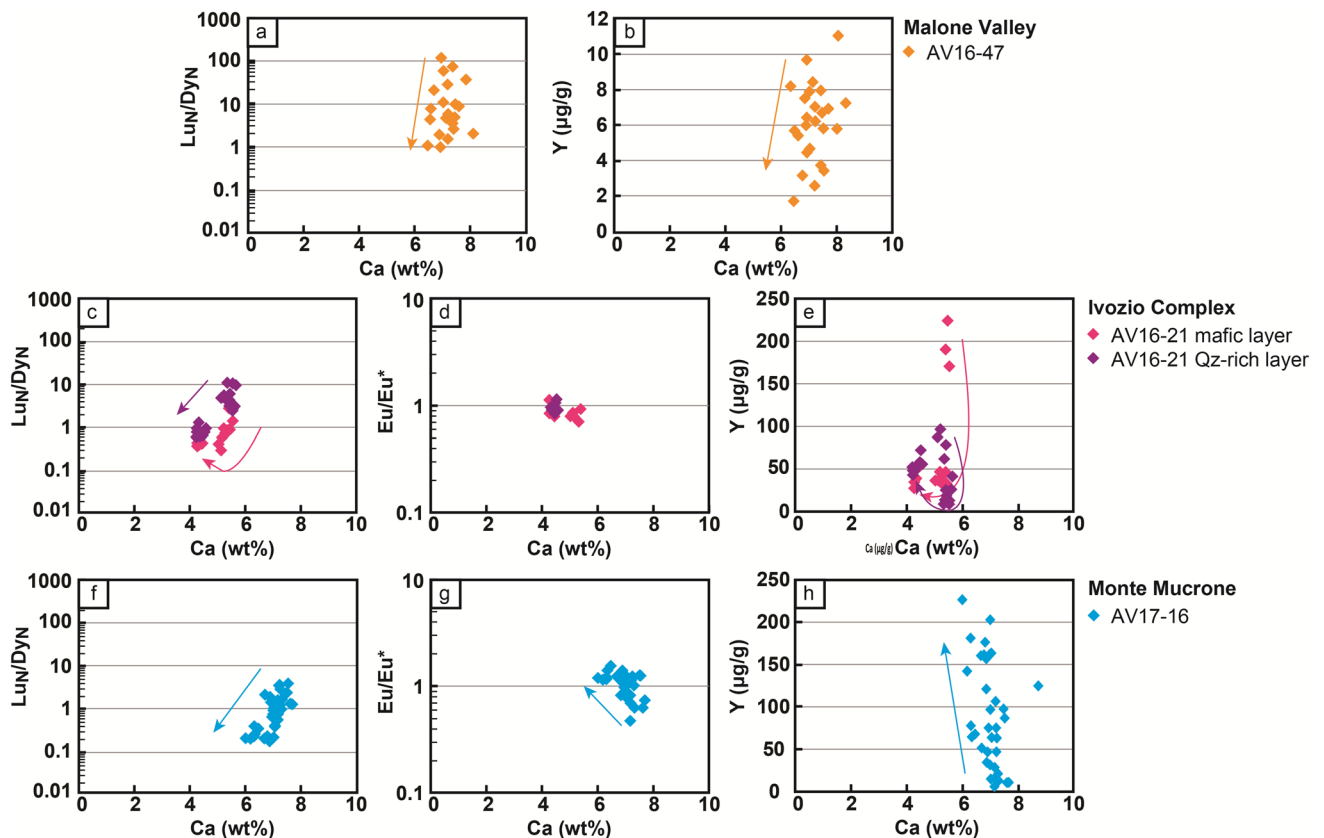 a
1000
100
10
1
0.1
0.01
LuN/DyN
0 2 4 6 8 10
Ca (wt%)
b
12
10
8
6
4
2
0
Y (µg/g)
0 2 4 6 8 10
Ca (wt%)
Malone Valley
AV16-47
c
1000
100
10
1
0.1
0.01
LuN/DyN
0 2 4 6 8 10
Ca (wt%)
d
10
1
0.1
Eu/Eu*
0 2 4 6 8 10
Ca (wt%)
e
250
200
150
100
50
0
Y (µg/g)
0 2 4 6 8 10
Ca (µg/g) Ca (wt%)
Ivozio Complex
AV16-21 mafic layer
AV16-21 Qz-rich layer
f
1000
100
10
1
0.1
0.01
LuN/DyN
0 2 4 6 8 10
Ca (wt%)
g
10
1
0.1
Eu/Eu*
0 2 4 6 8 10
Ca (wt%)
h
250
200
150
100
50
0
Y (µg/g)
0 2 4 6 8 10
Ca (wt%)
Monte Mucrone
AV17-16